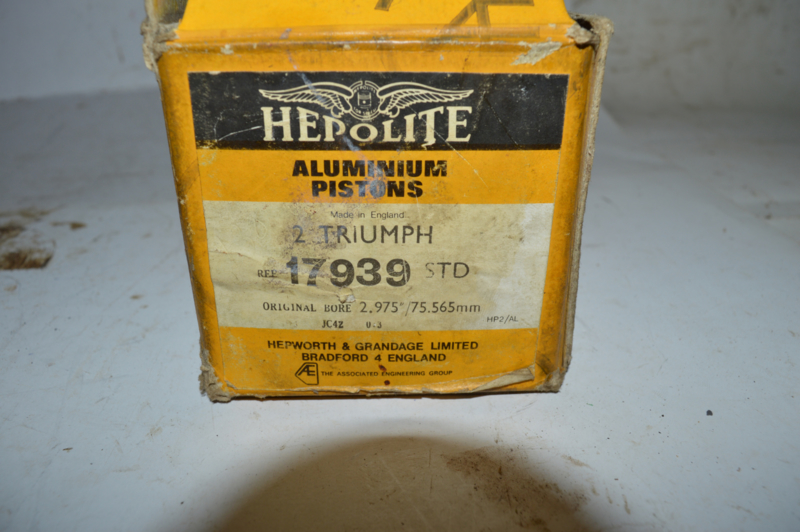 HEPOLITE
ALUMINIUM
PISTONS
Made in England
2 TRIUMPH
REF 17939 STD
ORIGINAL BORE 2.975"/75.565mm
JC42
HP2/AL
HEPWORTH & GRANDAGE LIMITED
BRADFORD 4 ENGLAND
Æ THE ASSOCIATED ENGINEERING GROUP